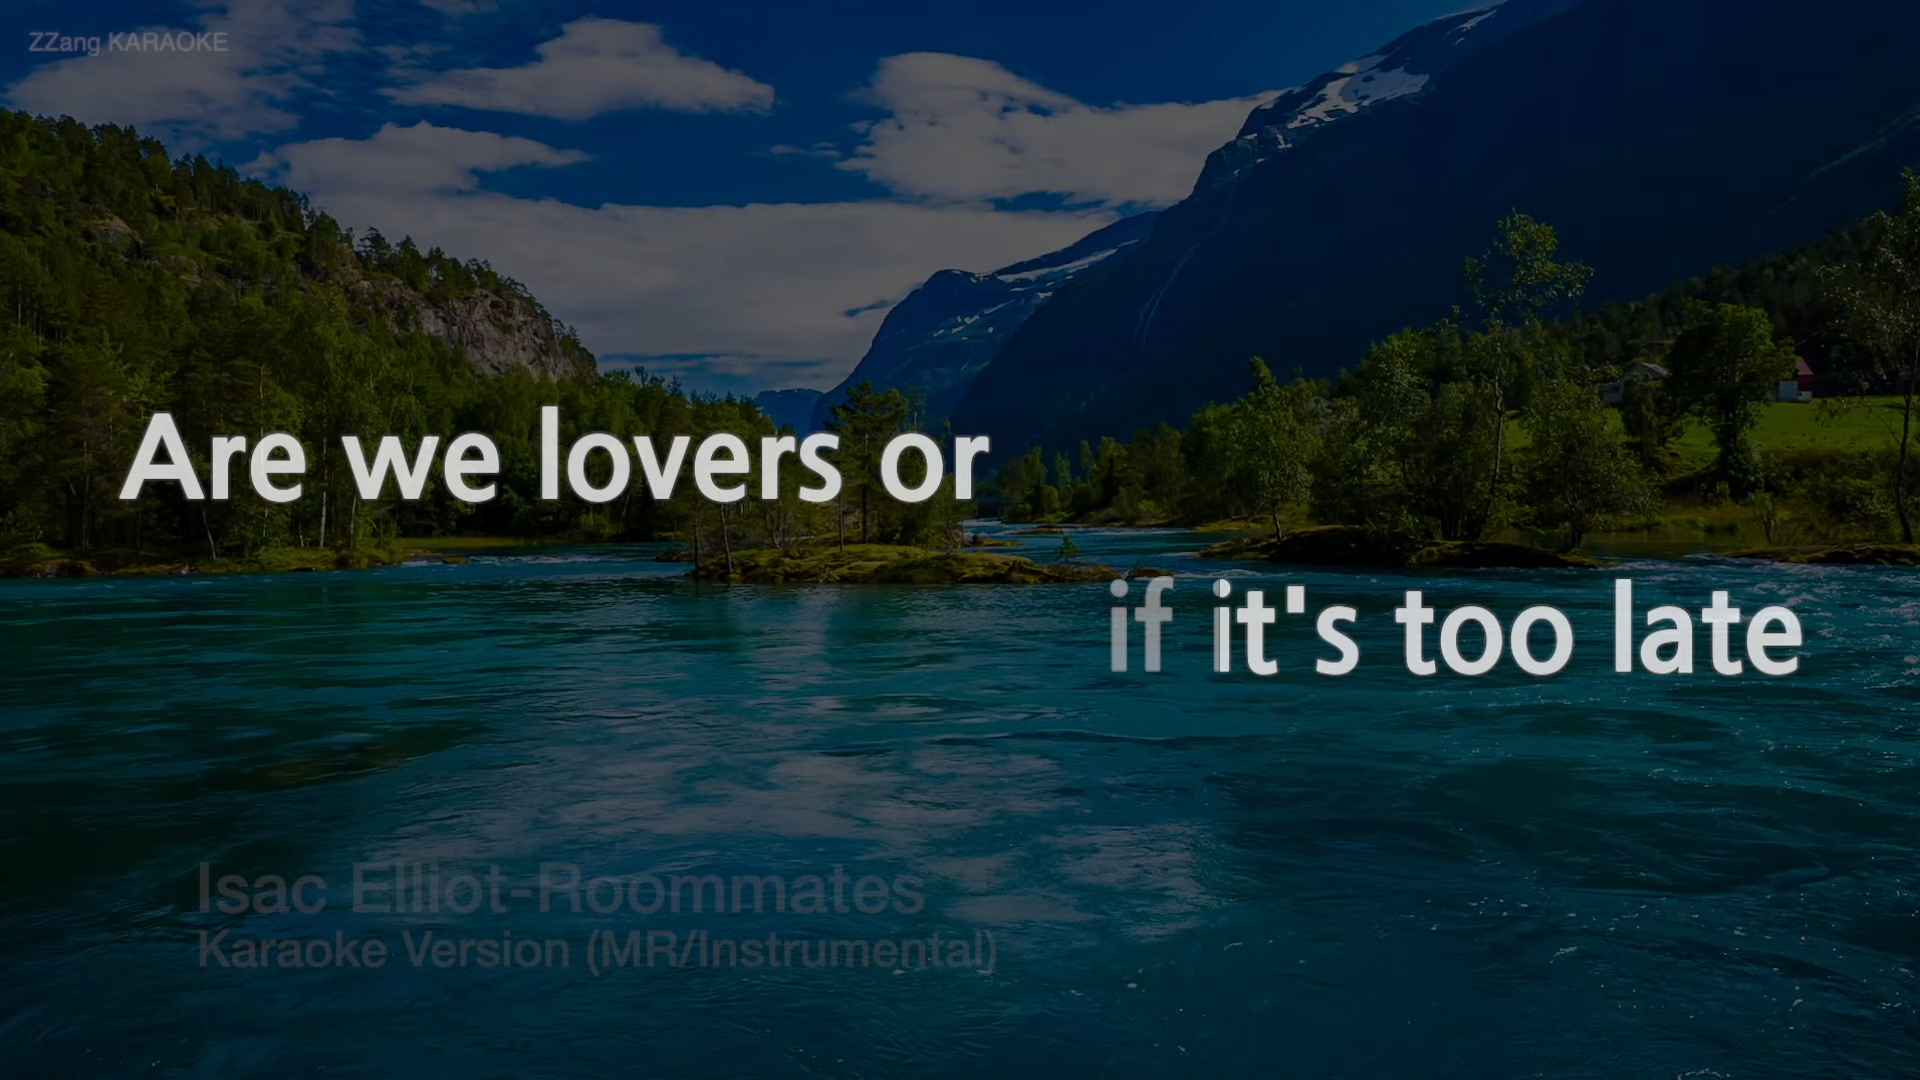 ZZang KARAOKE
Are we lovers or
if it's too late
Isac Elliot-Roommates
Karaoke Version (MR/Instrumental)